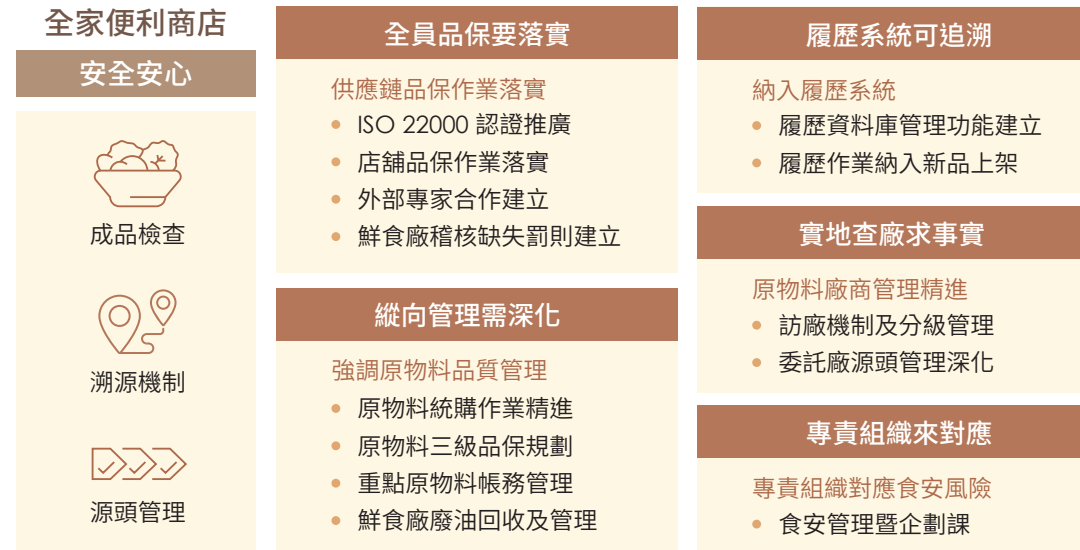 全家便利商店
安全安心
成品檢查
溯源機制
源頭管理
全員品保要落實
供應鏈品保作業落實
ISO 22000 認證推廣
店舖品保作業落實
外部專家合作建立
鮮食廠稽核缺失罰則建立
縱向管理需深化
強調原物料品質管理
原物料統購作業精進
原物料三級品保規劃
重點原物料帳務管理
鮮食廠廢油回收及管理
履歷系統可追溯
納入履歷系統
履歷資料庫管理功能建立
履歷作業納入新品上架
實地查廠求事實
原物料廠商管理精進
訪廠機制及分級管理
委託廠源頭管理深化
專責組織來對應
專責組織對應食安風險
食安管理暨企劃課